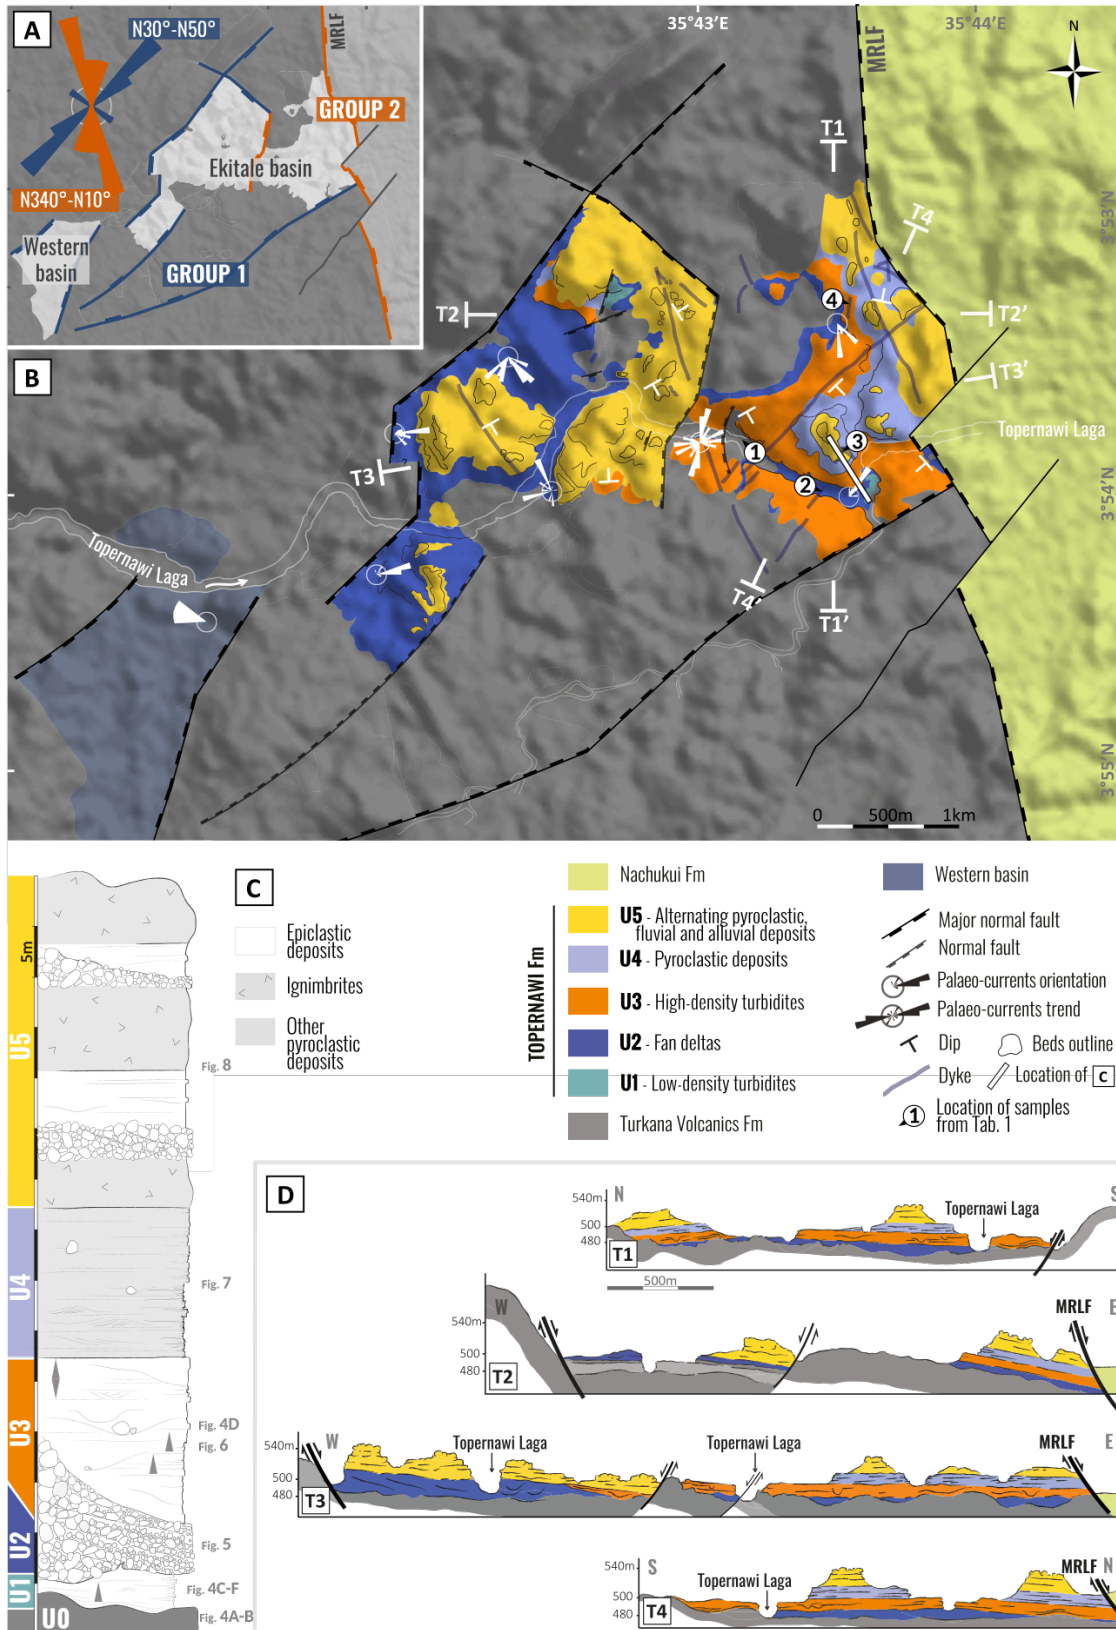 A
N30°-N50°
MRLF
GROUP 2
Ekitale basin
N340°-N10°
Western
basin
GROUP 1
35°43'E
35°44'E
MRLF
N
T1
3°53'N
T4
4
T2
T2'
T3'
B
Topernawi Laga
1
3
T3
2
3°54'N
Topernawi Laga
T4'
T1'
3°55'N
0 500m 1km
C
Epiclastic
deposits
Ignimbrites
Other
pyroclastic
deposits
TOPERNAWI Fm
Nachukui Fm
U5 - Alternating pyroclastic,
fluvial and alluvial deposits
U4 - Pyroclastic deposits
U3 - High-density turbidites
U2 - Fan deltas
U1 - Low-density turbidites
Turkana Volcanics Fm
Western basin
Major normal fault
Normal fault
Palaeo-currents orientation
Palaeo-currents trend
Dip
Beds outline
Dyke
Location of C
1 Location of samples
from Tab. 1
5m
U5
Fig. 8
U4
Fig. 7
U3
Fig. 4D
Fig. 6
U2
Fig. 5
U1
Fig. 4C-F
U0
Fig. 4A-B
D
N
S
540m
500
480
Topernawi Laga
T1
500m
W
MRLF
E
540m
500
480
T2
W
Topernawi Laga
Topernawi Laga
MRLF
E
540m
500
480
T3
S
MRLF
N
540m
500
480
Topernawi Laga
T4